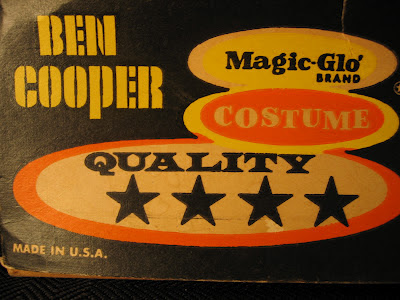 BEN
COOPER
Magic-Glo'
BRAND
COSTUME
QUALITY
MADE IN U.S.A.